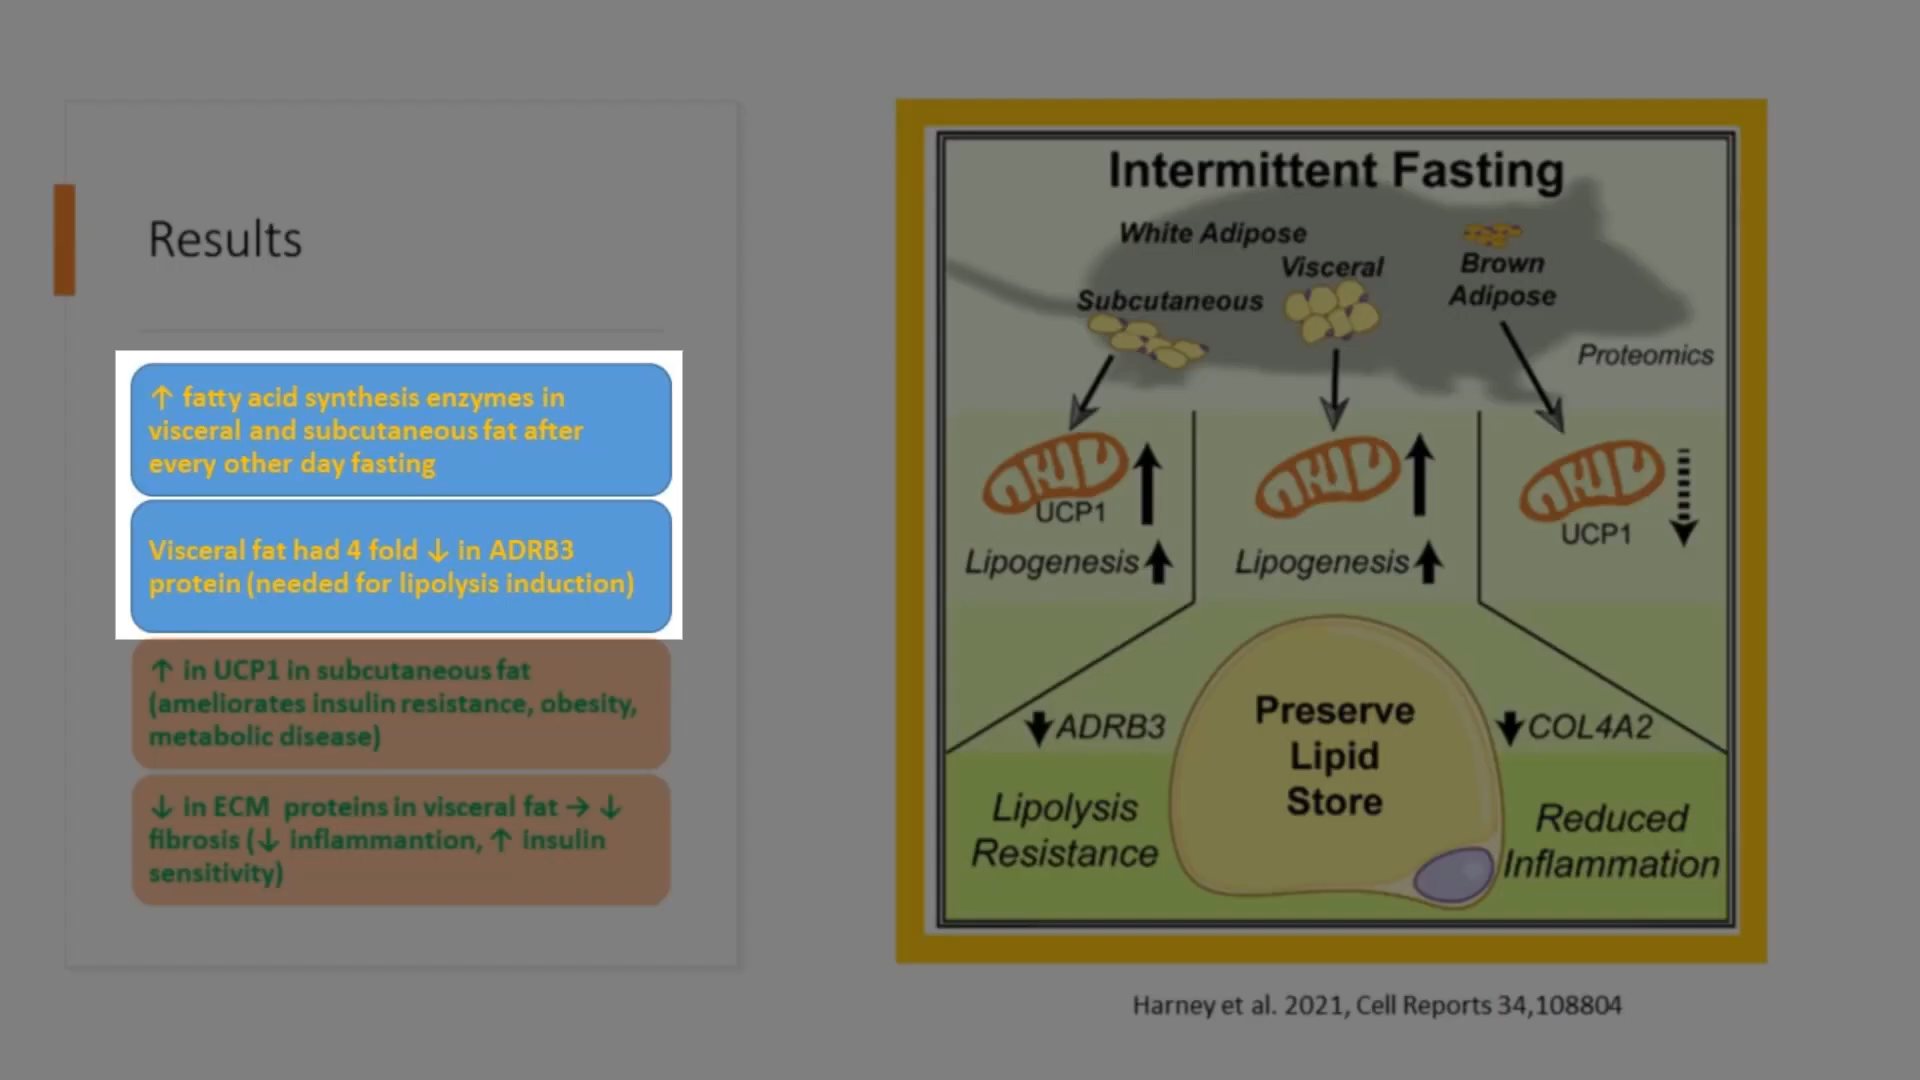 Results
↑ fatty acid synthesis enzymes in
visceral and subcutaneous fat after
every other day fasting
Visceral fat had 4 fold ↓ in ADRB3
protein (needed for lipolysis induction)
↑ in UCP1 in subcutaneous fat
(ameliorates insulin resistance, obesity,
metabolic disease)
↓ in ECM proteins in visceral fat → ↓
fibrosis (↓ inflammantion, ↑ insulin
sensitivity)
Intermittent Fasting
White Adipose
Visceral
Subcutaneous
Brown
Adipose
Proteomics
UCP1
Lipogenesis
Lipogenesis
UCP1
ADRB3
Lipolysis
Resistance
Preserve
Lipid
Store
COL4A2
Reduced
Inflammation
Harney et al. 2021, Cell Reports 34,108804